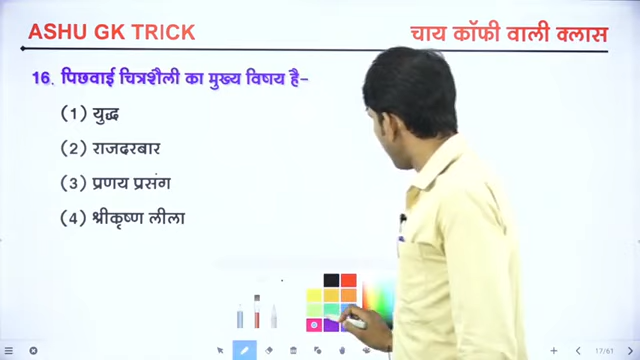 ASHU GK TRICK
चाय कॉफी वाली क्लास
16. पिछवाई चित्रशैली का मुख्य विषय है-
(1) युद्ध
(2) राजदरबार
(3) प्रणय प्रसंग
(4) श्रीकृष्ण लीला
17/61